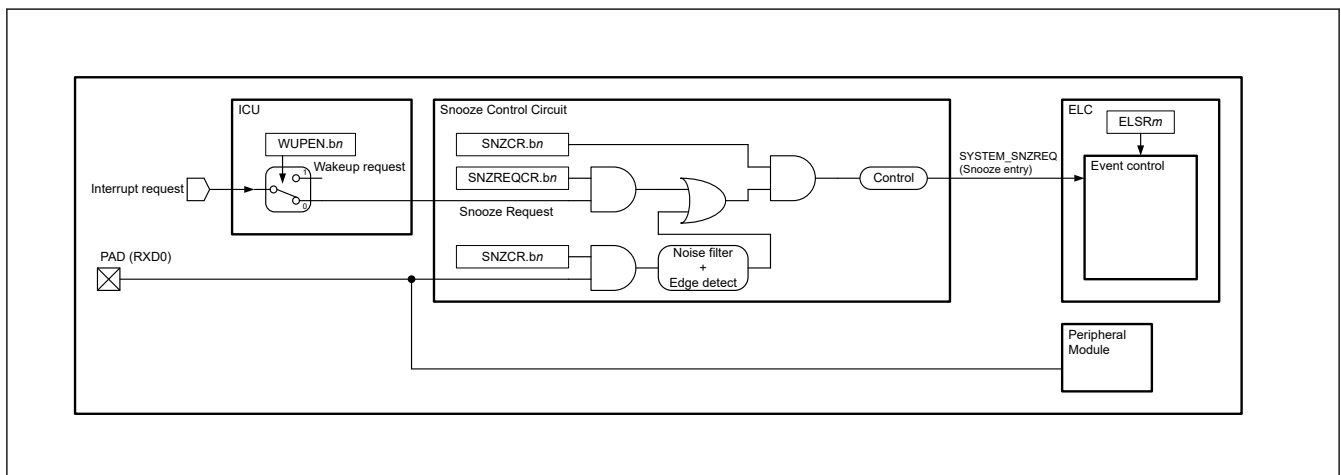 ICU
WUPEN.bn
1
Wakeup request
Interrupt request
0
Snooze Request
PAD (RXD0)
Snooze Control Circuit
SNZCR.bn
SNZREQCR.bn
SNZCR.bn
Noise filter
+
Edge detect
Control
SYSTEM_SNZREQ
(Snooze entry)
ELC
ELSRm
Event control
Peripheral
Module